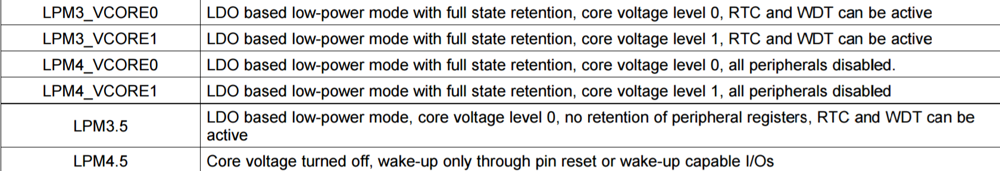 LPM3_VCORE0 LDO based low-power mode with full state retention, core voltage level 0, RTC and WDT can be active
LPM3_VCORE1 LDO based low-power mode with full state retention, core voltage level 1, RTC and WDT can be active
LPM4_VCORE0 LDO based low-power mode with full state retention, core voltage level 0, all peripherals disabled.
LPM4_VCORE1 LDO based low-power mode with full state retention, core voltage level 1, all peripherals disabled
LPM3.5 LDO based low-power mode, core voltage level 0, no retention of peripheral registers, RTC and WDT can be
active
LPM4.5 Core voltage turned off, wake-up only through pin reset or wake-up capable I/Os